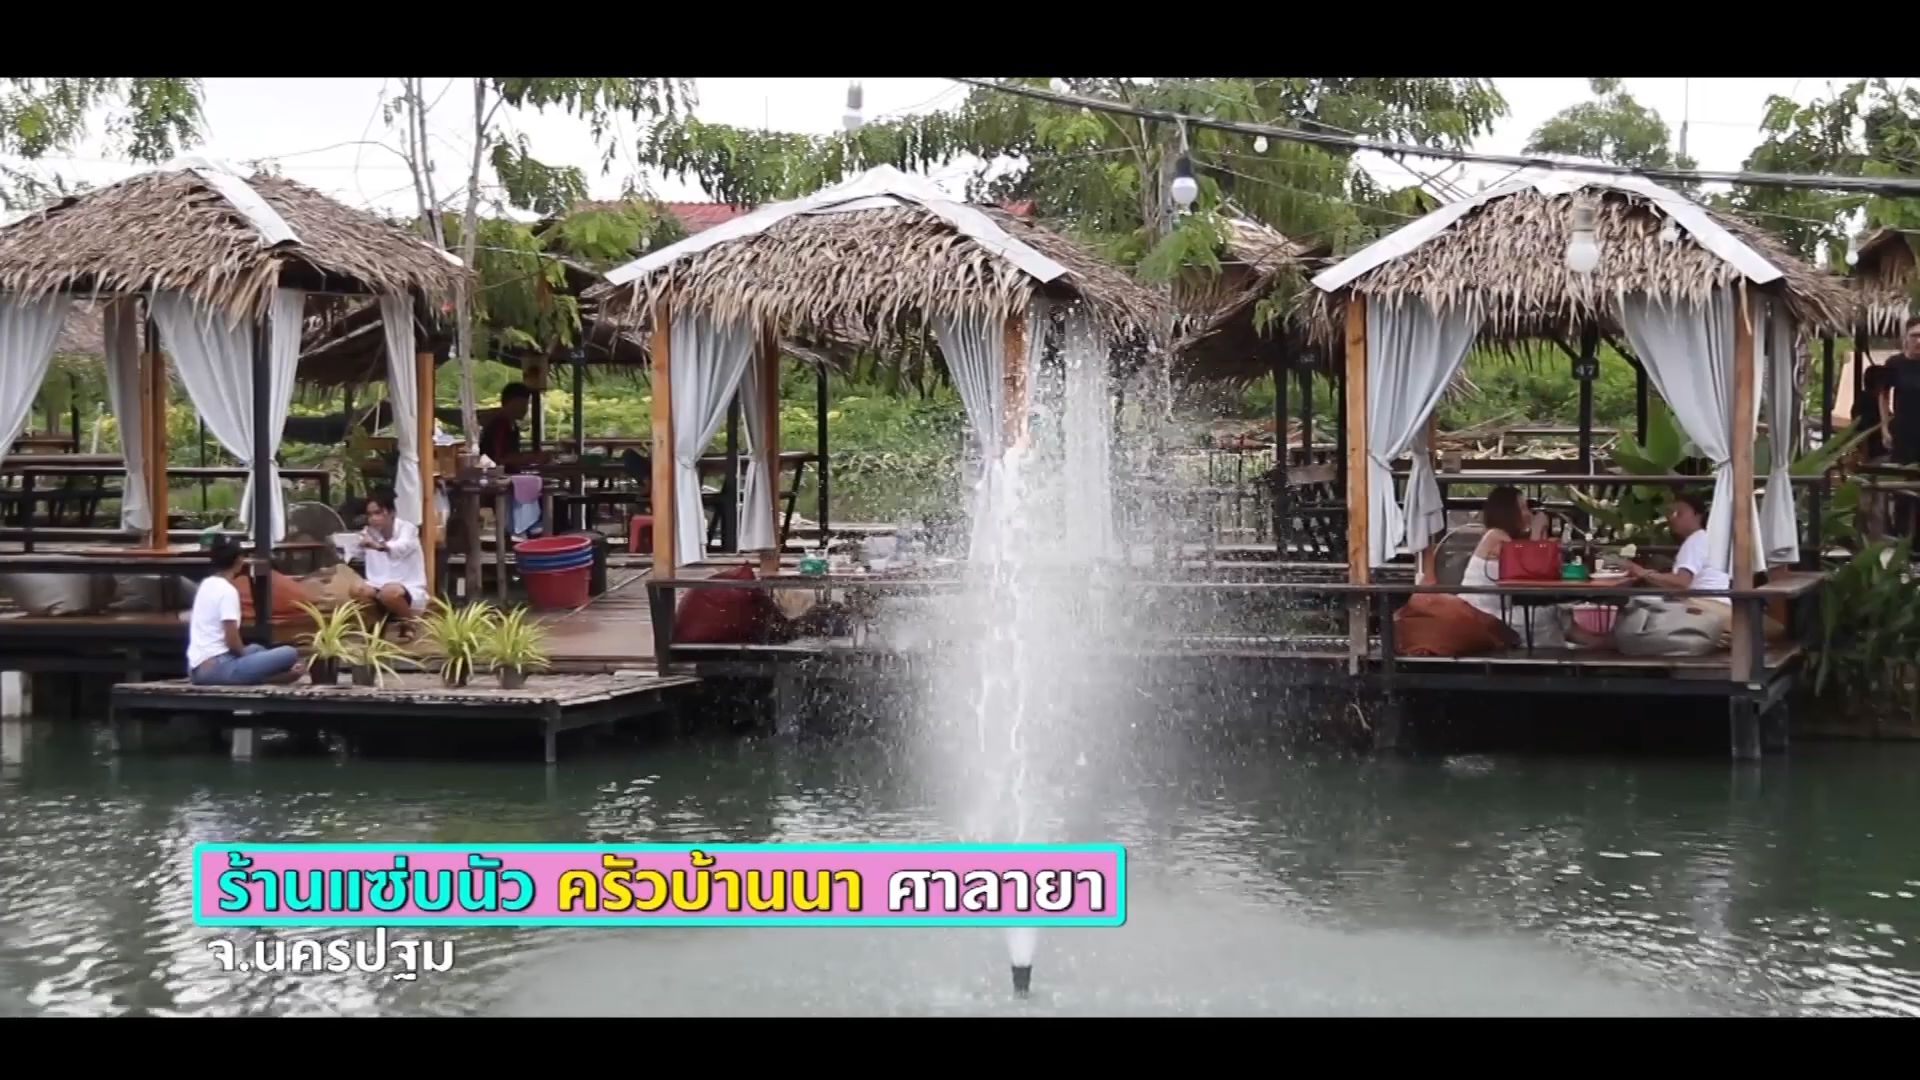 ร้านแซ่บนัว ครัวบ้านนา ศาลายา
จ.นครปฐม
47